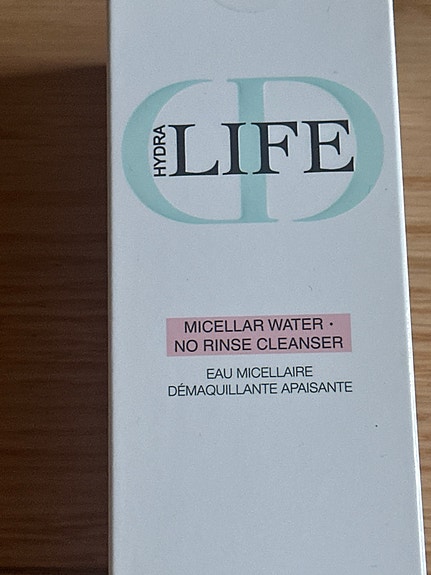 HYDRA
LIFE
MICELLAR WATER •
NO RINSE CLEANSER
EAU MICELLAIRE
DÉMAQUILLANTE APAISANTE